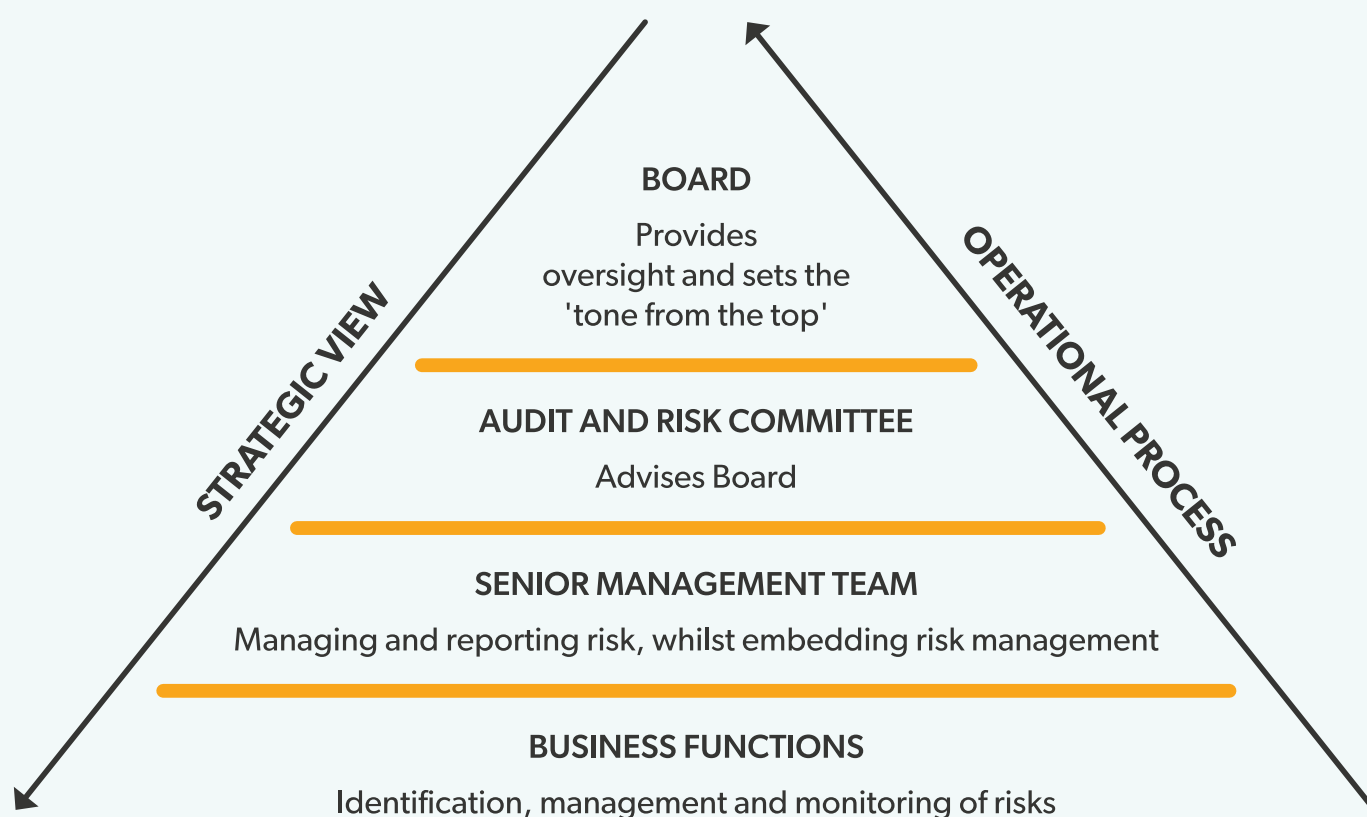 BOARD
Provides
oversight and sets the
'tone from the top'
STRATEGIC VIEW
OPERATIONAL PROCESS
AUDIT AND RISK COMMITTEE
Advises Board
SENIOR MANAGEMENT TEAM
Managing and reporting risk, whilst embedding risk management
BUSINESS FUNCTIONS
Identification, management and monitoring of risks